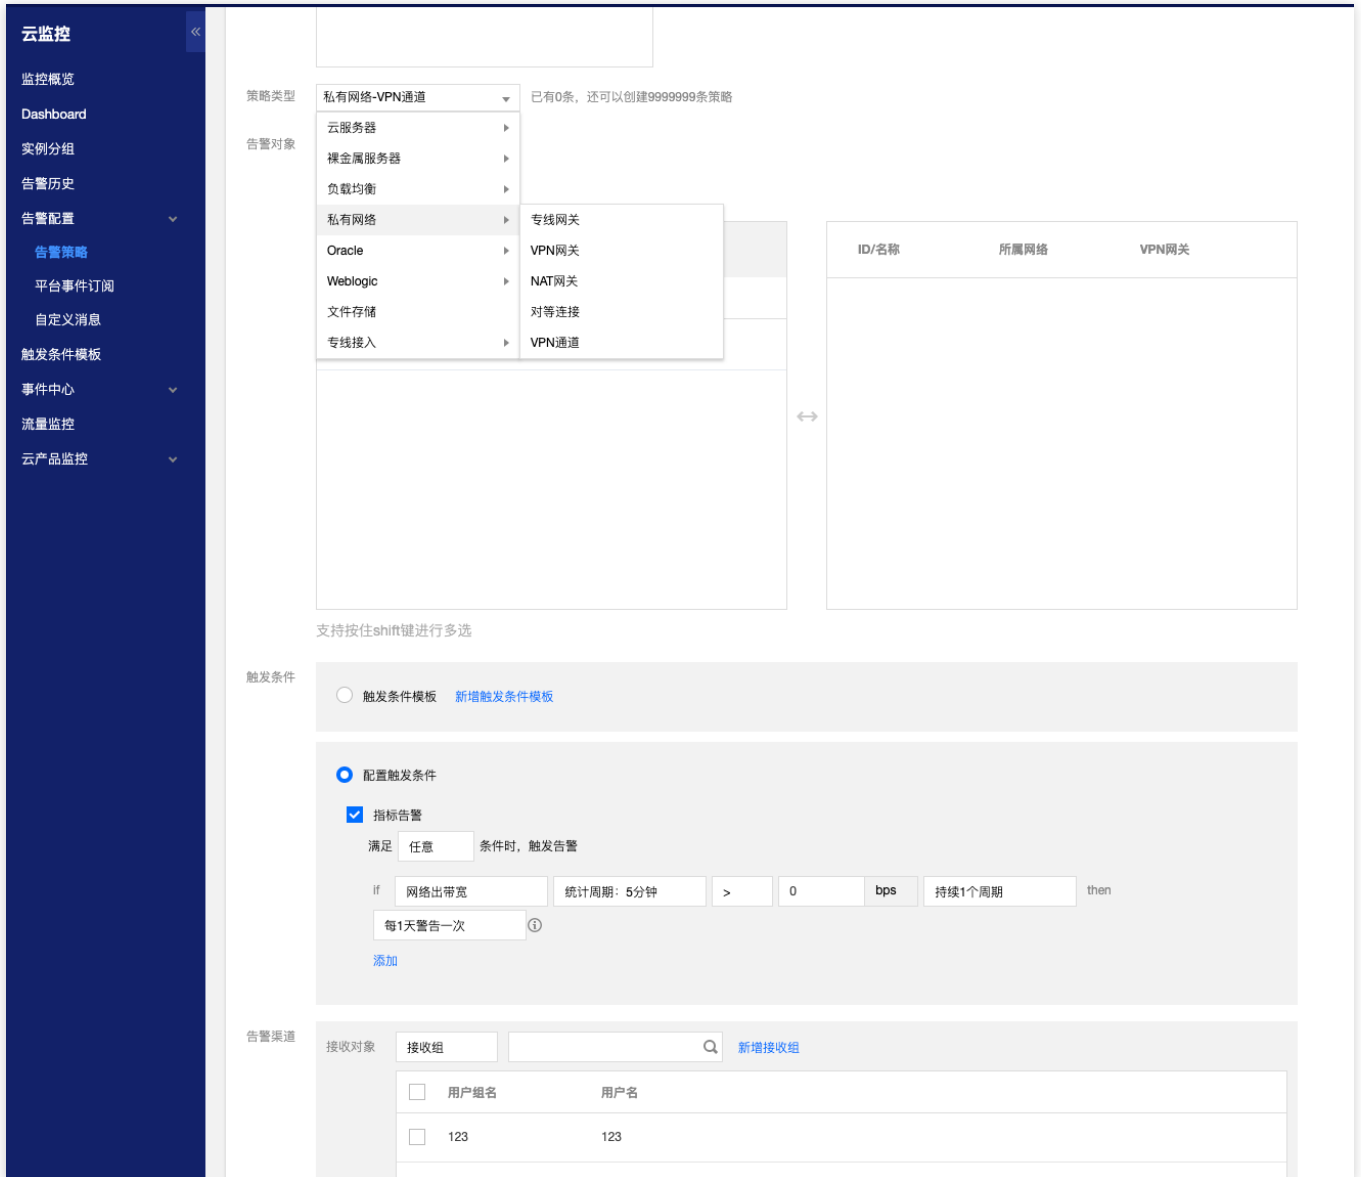 云监控
监控概览
Dashboard
实例分组
告警历史
告警配置
告警策略
平台事件订阅
自定义消息
触发条件模板
事件中心
流量监控
云产品监控
策略类型
私有网络-VPN通道
已有0条，还可以创建9999999条策略
告警对象
云服务器
裸金属服务器
负载均衡
私有网络
Oracle
Weblogic
文件存储
专线接入
专线网关
VPN网关
NAT网关
对等连接
VPN通道
ID/名称 所属网络 VPN网关
支持按住shift键进行多选
触发条件
触发条件模板 新增触发条件模板
配置触发条件
指标告警
满足 任意 条件时，触发告警
if 网络出带宽 统计周期：5分钟 > 0 bps 持续1个周期 then
每1天警告一次
添加
告警渠道
接收对象 接收组 新增接收组
用户组名 用户名
123 123